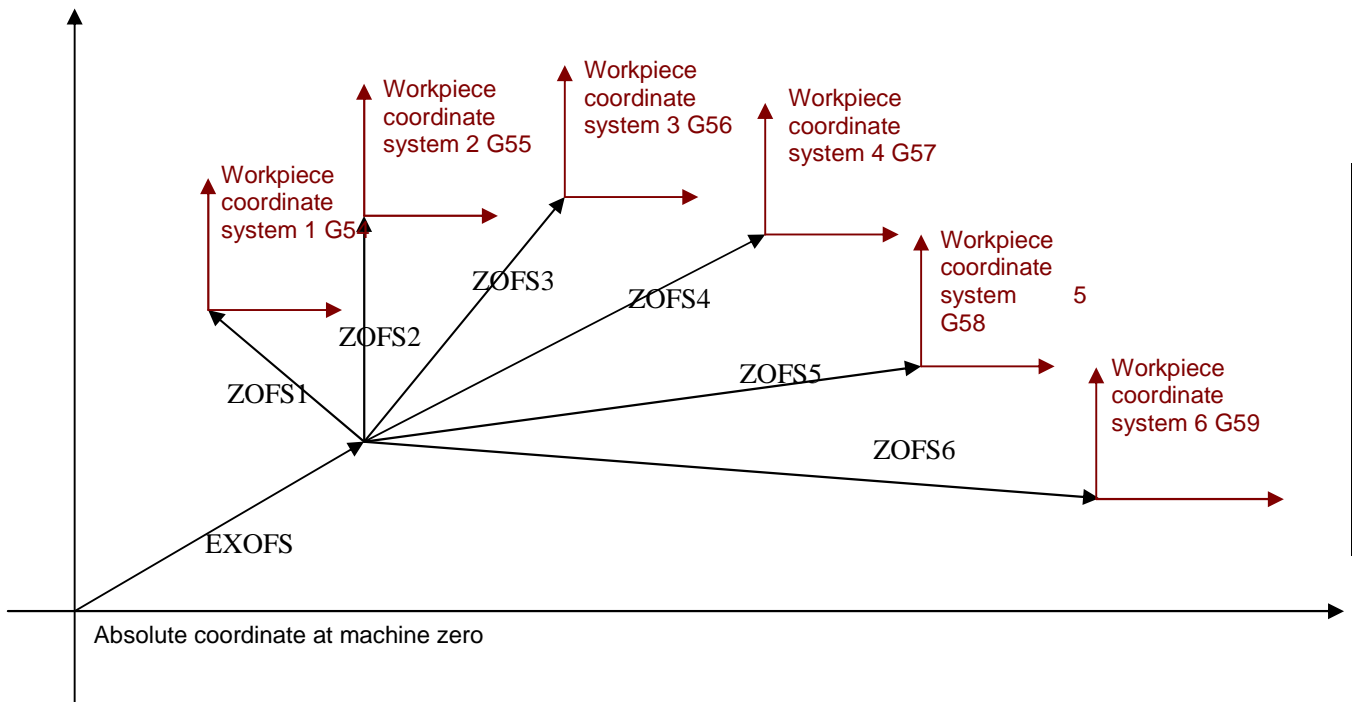 Workpiece
coordinate
system 1 G54
Workpiece
coordinate
system 2 G55
Workpiece
coordinate
system 3 G56
Workpiece
coordinate
system 4 G57
Workpiece
coordinate
system 5
G58
Workpiece
coordinate
system 6 G59
ZOFS1
ZOFS2
ZOFS3
ZOFS4
ZOFS5
ZOFS6
EXOFS
Absolute coordinate at machine zero